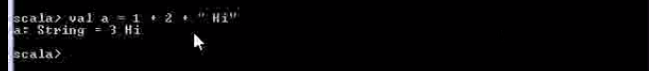 scala> val a = 1 + 2 + " Hi"
a: String = 3 Hi
scala>